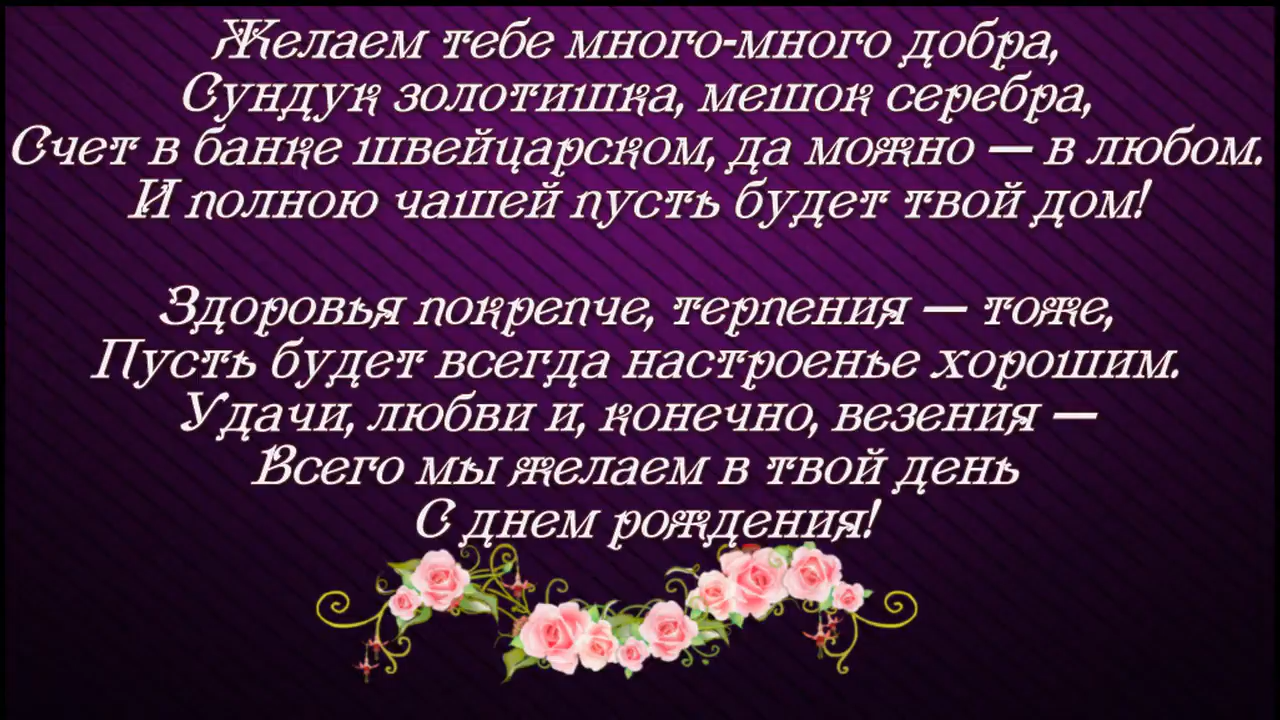 Желаем тебе много-много добра,
Сундук золотишка, мешок серебра,
Счет в банке швейцарском, да можно — в любом.
И полною чашей пусть будет твой дом!
Здоровья покрепче, терпения — тоже,
Пусть будет всегда настроенье хорошим.
Удачи, любви и, конечно, везения —
Всего мы желаем в твой день
С днем рождения!